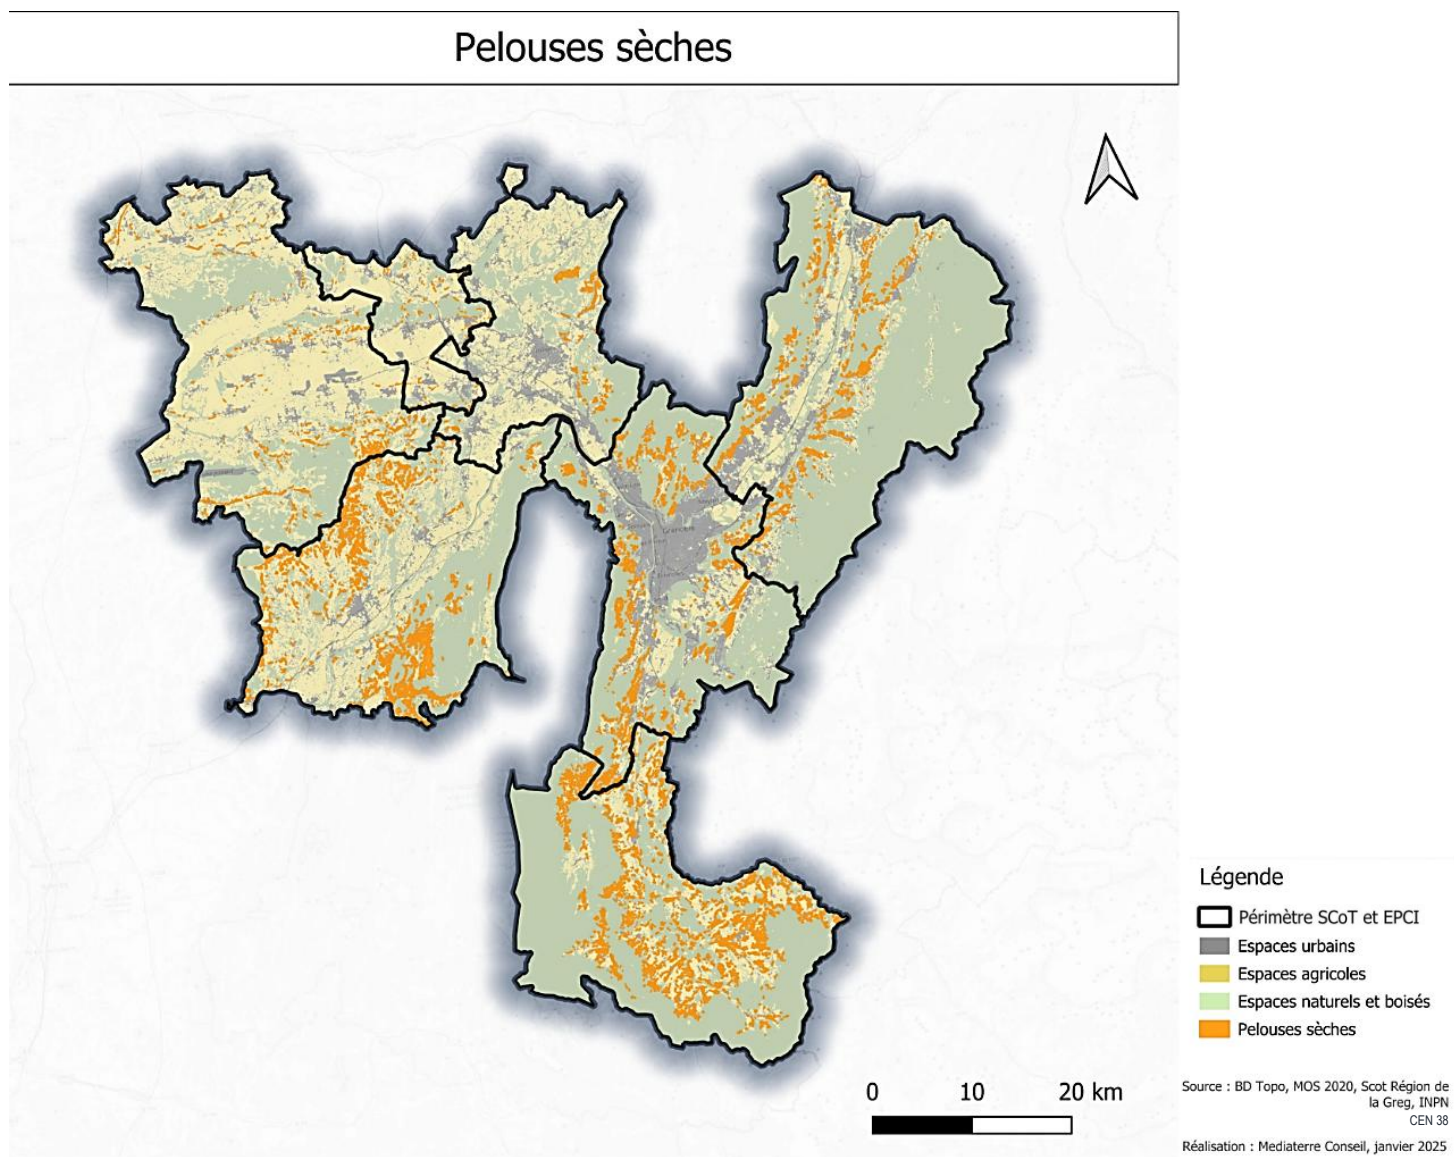 Pelouses sèches
Grenoble
0 10 20 km
Légende
Périmètre SCoT et EPCI
Espaces urbains
Espaces agricoles
Espaces naturels et boisés
Pelouses sèches
Source : BD Topo, MOS 2020, Scot Région de
la Greg, INPN
CEN 38
Réalisation : Mediaterre Conseil, janvier 2025